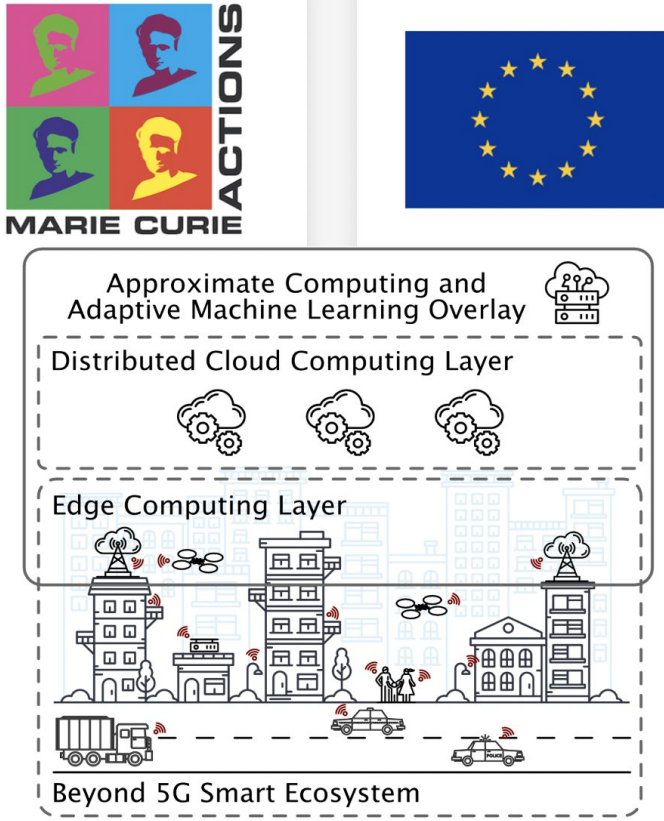 MARIE CURIE
ACTIONS
Approximate Computing and
Adaptive Machine Learning Overlay
Distributed Cloud Computing Layer
Edge Computing Layer
POLICE
Beyond 5G Smart Ecosystem